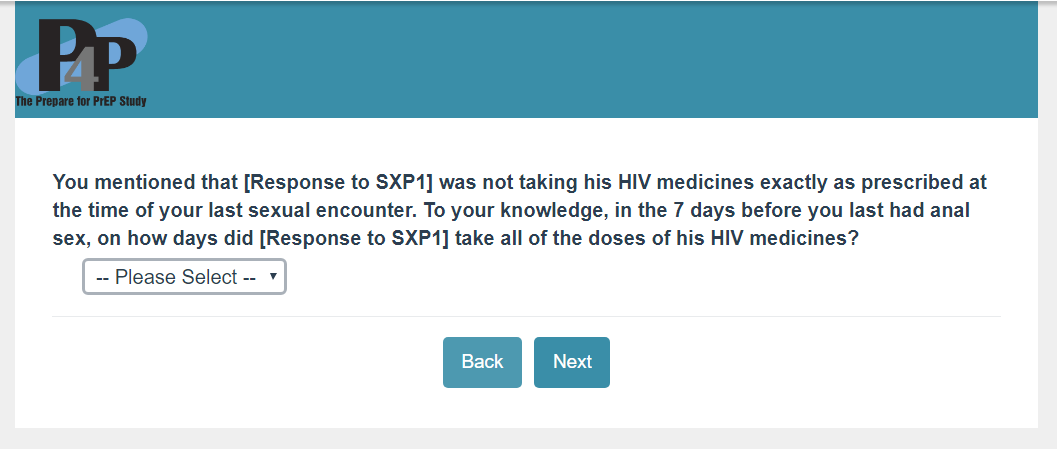 P4P
The Prepare for PrEP Study
You mentioned that [Response to SXP1] was not taking his HIV medicines exactly as prescribed at
the time of your last sexual encounter. To your knowledge, in the 7 days before you last had anal
sex, on how days did [Response to SXP1] take all of the doses of his HIV medicines?
-- Please Select --
Back Next